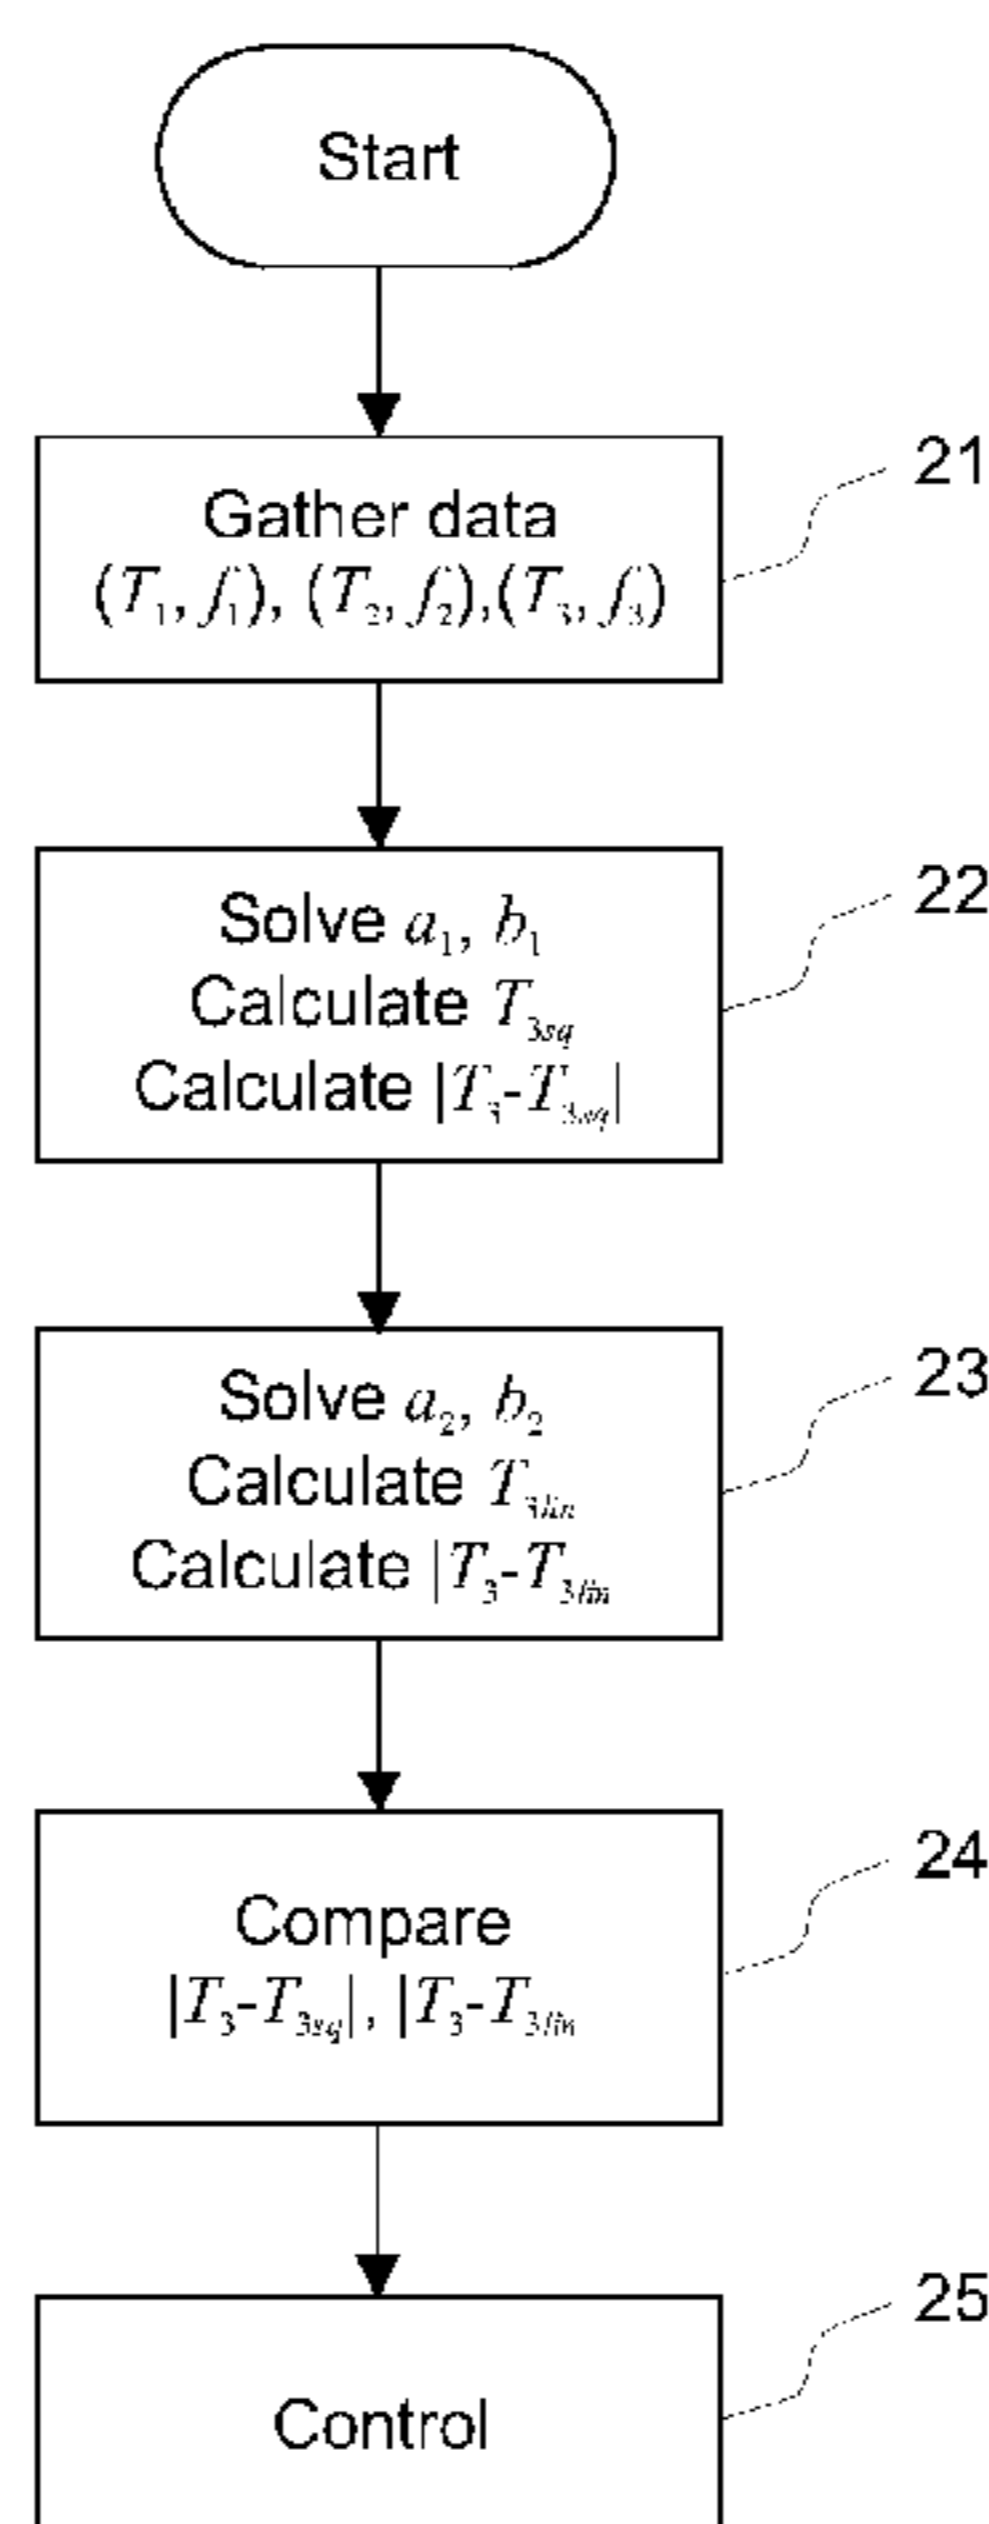 Start
21
Gather data
(T₁, f₁), (T₂, f₂),(T₃, f₃)
22
Solve a₁, b₁
Calculate T₃sq
Calculate |T₃-T₃sq|
23
Solve a₂, b₂
Calculate T₃lin
Calculate |T₃-T₃lin
24
Compare
|T₃-T₃sq|, |T₃-T₃lin
25
Control